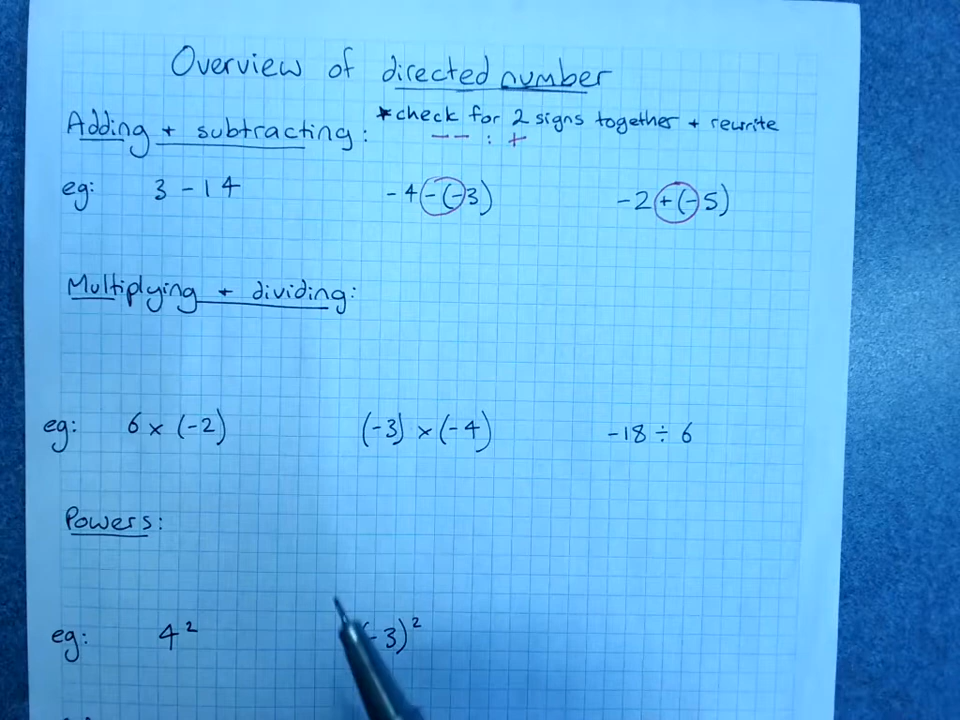 Overview of directed number
Adding + subtracting: *check for 2 signs together + rewrite
- - : +
eg: 3 - 14 - 4 - (-3) - 2 + (-5)
Multiplying + dividing:
eg: 6 × (-2) (-3) × (-4) -18 ÷ 6
Powers:
eg: 4² (-3)²